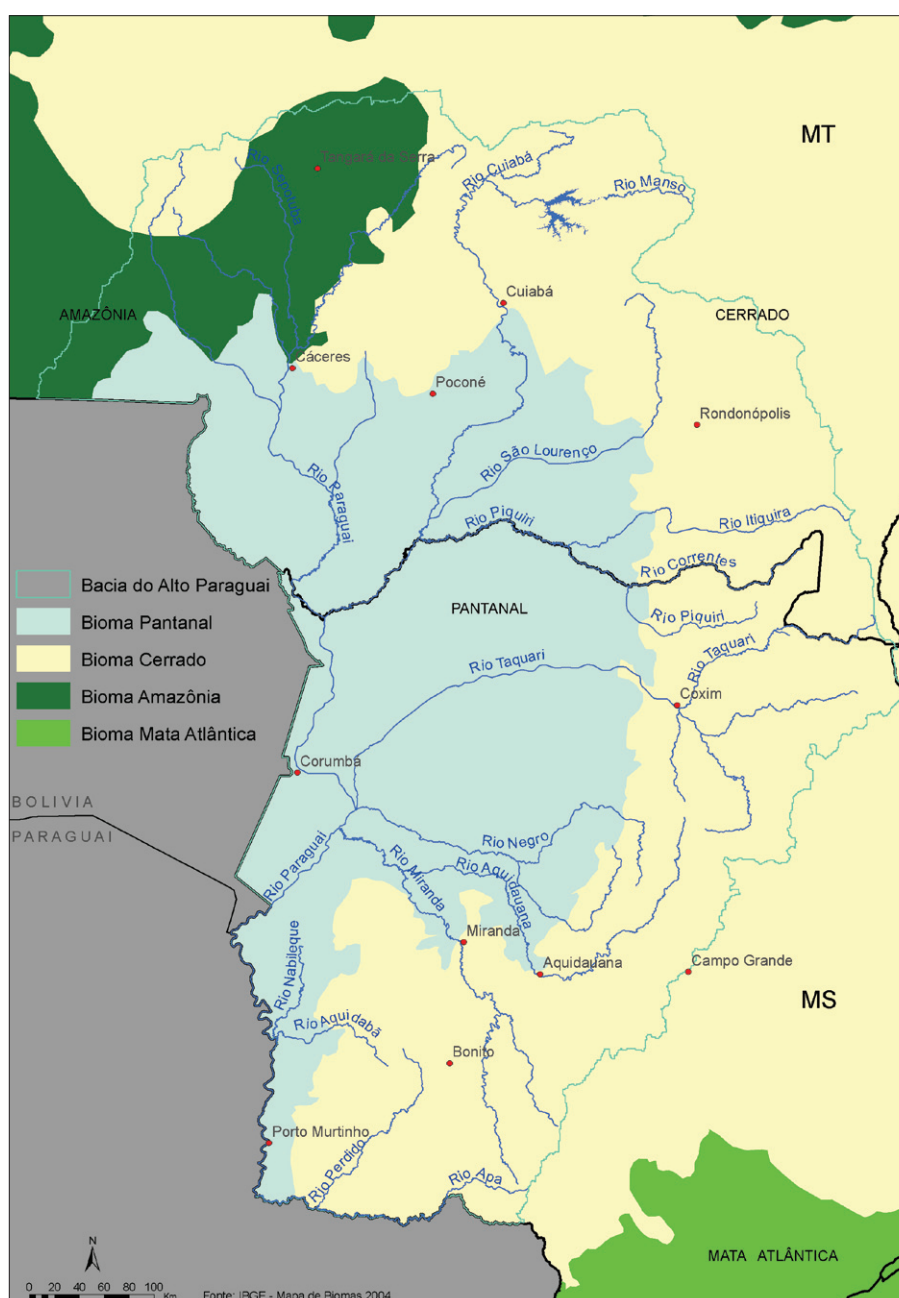 MT
Rio Sepotuba
Tangará da Serra
Rio Cuiabá
Rio Manso
Cuiabá
AMAZÔNIA
CERRADO
Cáceres
Poconé
Rondonópolis
Rio São Lourenço
Rio Paraguai
Rio Piquiri
Rio Itiquira
Rio Correntes
Bacia do Alto Paraguai
Bioma Pantanal
Bioma Cerrado
Bioma Amazônia
Bioma Mata Atlântica
PANTANAL
Rio Piquiri
Rio Taquari
Rio Taquari
Coxim
Corumbá
BOLIVIA
PARAGUAI
Rio Negro
Rio Paraguai
Rio Miranda
Rio Aquidauana
Miranda
Aquidauana
Campo Grande
MS
Rio Nabileque
Rio Aquidabã
Bonito
Porto Murtinho
Rio Perdido
Rio Apa
MATA ATLÂNTICA
N
0 20 40 60 80 100
Km
Fonte: IBGE - Mapa de Biomas 2004